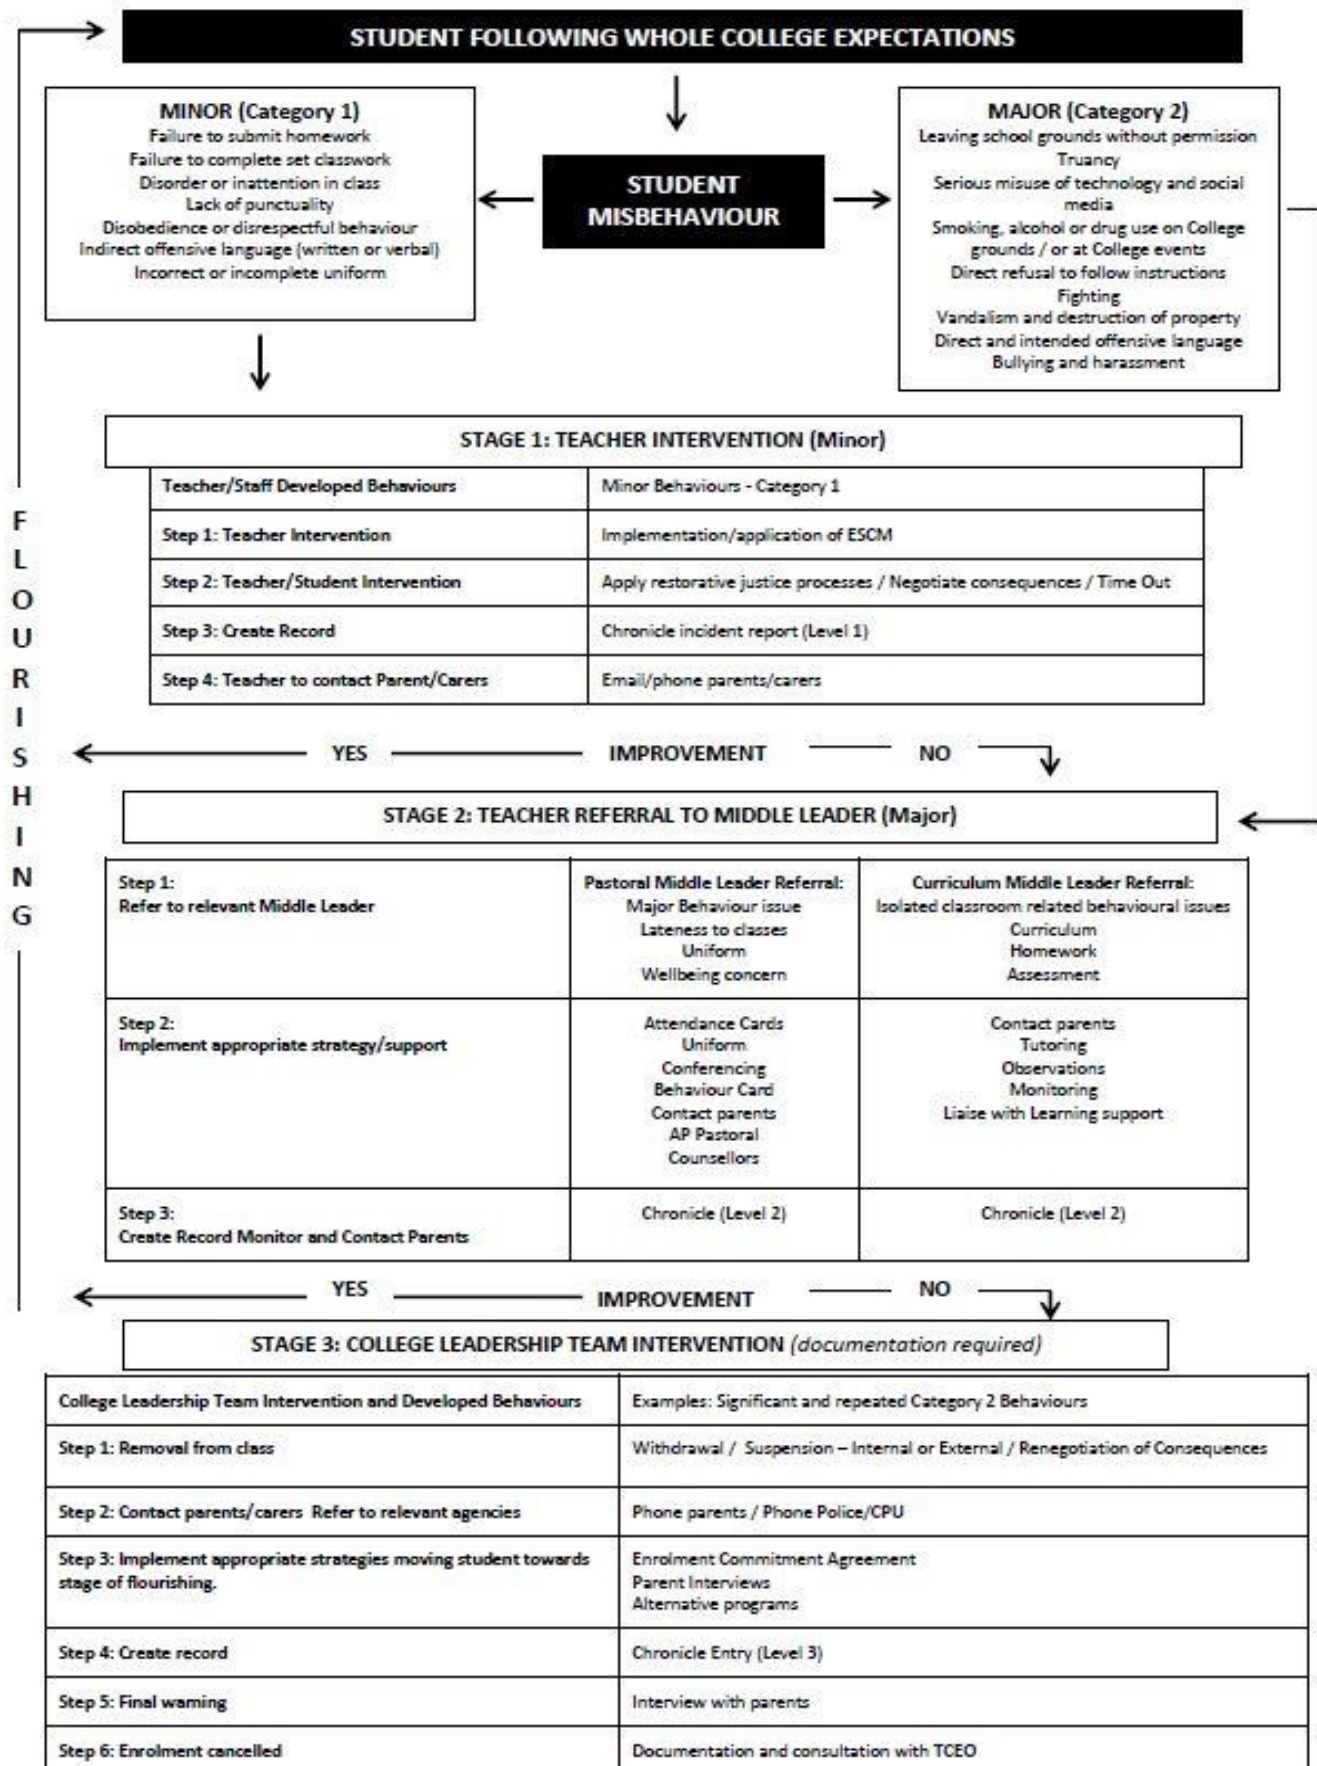 STUDENT FOLLOWING WHOLE COLLEGE EXPECTATIONS
MINOR (Category 1)
Failure to submit homework
Failure to complete set classwork
Disorder or inattention in class
Lack of punctuality
Disobedience or disrespectful behaviour
Indirect offensive language (written or verbal)
Incorrect or incomplete uniform
STUDENT
MISBEHAVIOUR
MAJOR (Category 2)
Leaving school grounds without permission
Truancy
Serious misuse of technology and social
media
Smoking, alcohol or drug use on College
grounds / or at College events
Direct refusal to follow instructions
Fighting
Vandalism and destruction of property
Direct and intended offensive language
Bullying and harassment
FLOURISHING
STAGE 1: TEACHER INTERVENTION (Minor)
Teacher/Staff Developed Behaviours
Minor Behaviours - Category 1
Step 1: Teacher Intervention
Implementation/application of ESCM
Step 2: Teacher/Student Intervention
Apply restorative justice processes / Negotiate consequences / Time Out
Step 3: Create Record
Chronicle incident report (Level 1)
Step 4: Teacher to contact Parent/Carers
Email/phone parents/carers
YES
IMPROVEMENT
NO
STAGE 2: TEACHER REFERRAL TO MIDDLE LEADER (Major)
Step 1:
Refer to relevant Middle Leader
Pastoral Middle Leader Referral:
Major Behaviour issue
Lateness to classes
Uniform
Wellbeing concern
Curriculum Middle Leader Referral:
Isolated classroom related behavioural issues
Curriculum
Homework
Assessment
Step 2:
Implement appropriate strategy/support
Attendance Cards
Uniform
Conferencing
Behaviour Card
Contact parents
AP Pastoral
Counsellors
Contact parents
Tutoring
Observations
Monitoring
Liaise with Learning support
Step 3:
Create Record Monitor and Contact Parents
Chronicle (Level 2)
Chronicle (Level 2)
YES
IMPROVEMENT
NO
STAGE 3: COLLEGE LEADERSHIP TEAM INTERVENTION (documentation required)
College Leadership Team Intervention and Developed Behaviours
Examples: Significant and repeated Category 2 Behaviours
Step 1: Removal from class
Withdrawal / Suspension – Internal or External / Renegotiation of Consequences
Step 2: Contact parents/carers Refer to relevant agencies
Phone parents / Phone Police/CPU
Step 3: Implement appropriate strategies moving student towards
stage of flourishing.
Enrolment Commitment Agreement
Parent Interviews
Alternative programs
Step 4: Create record
Chronicle Entry (Level 3)
Step 5: Final warning
Interview with parents
Step 6: Enrolment cancelled
Documentation and consultation with TCEO